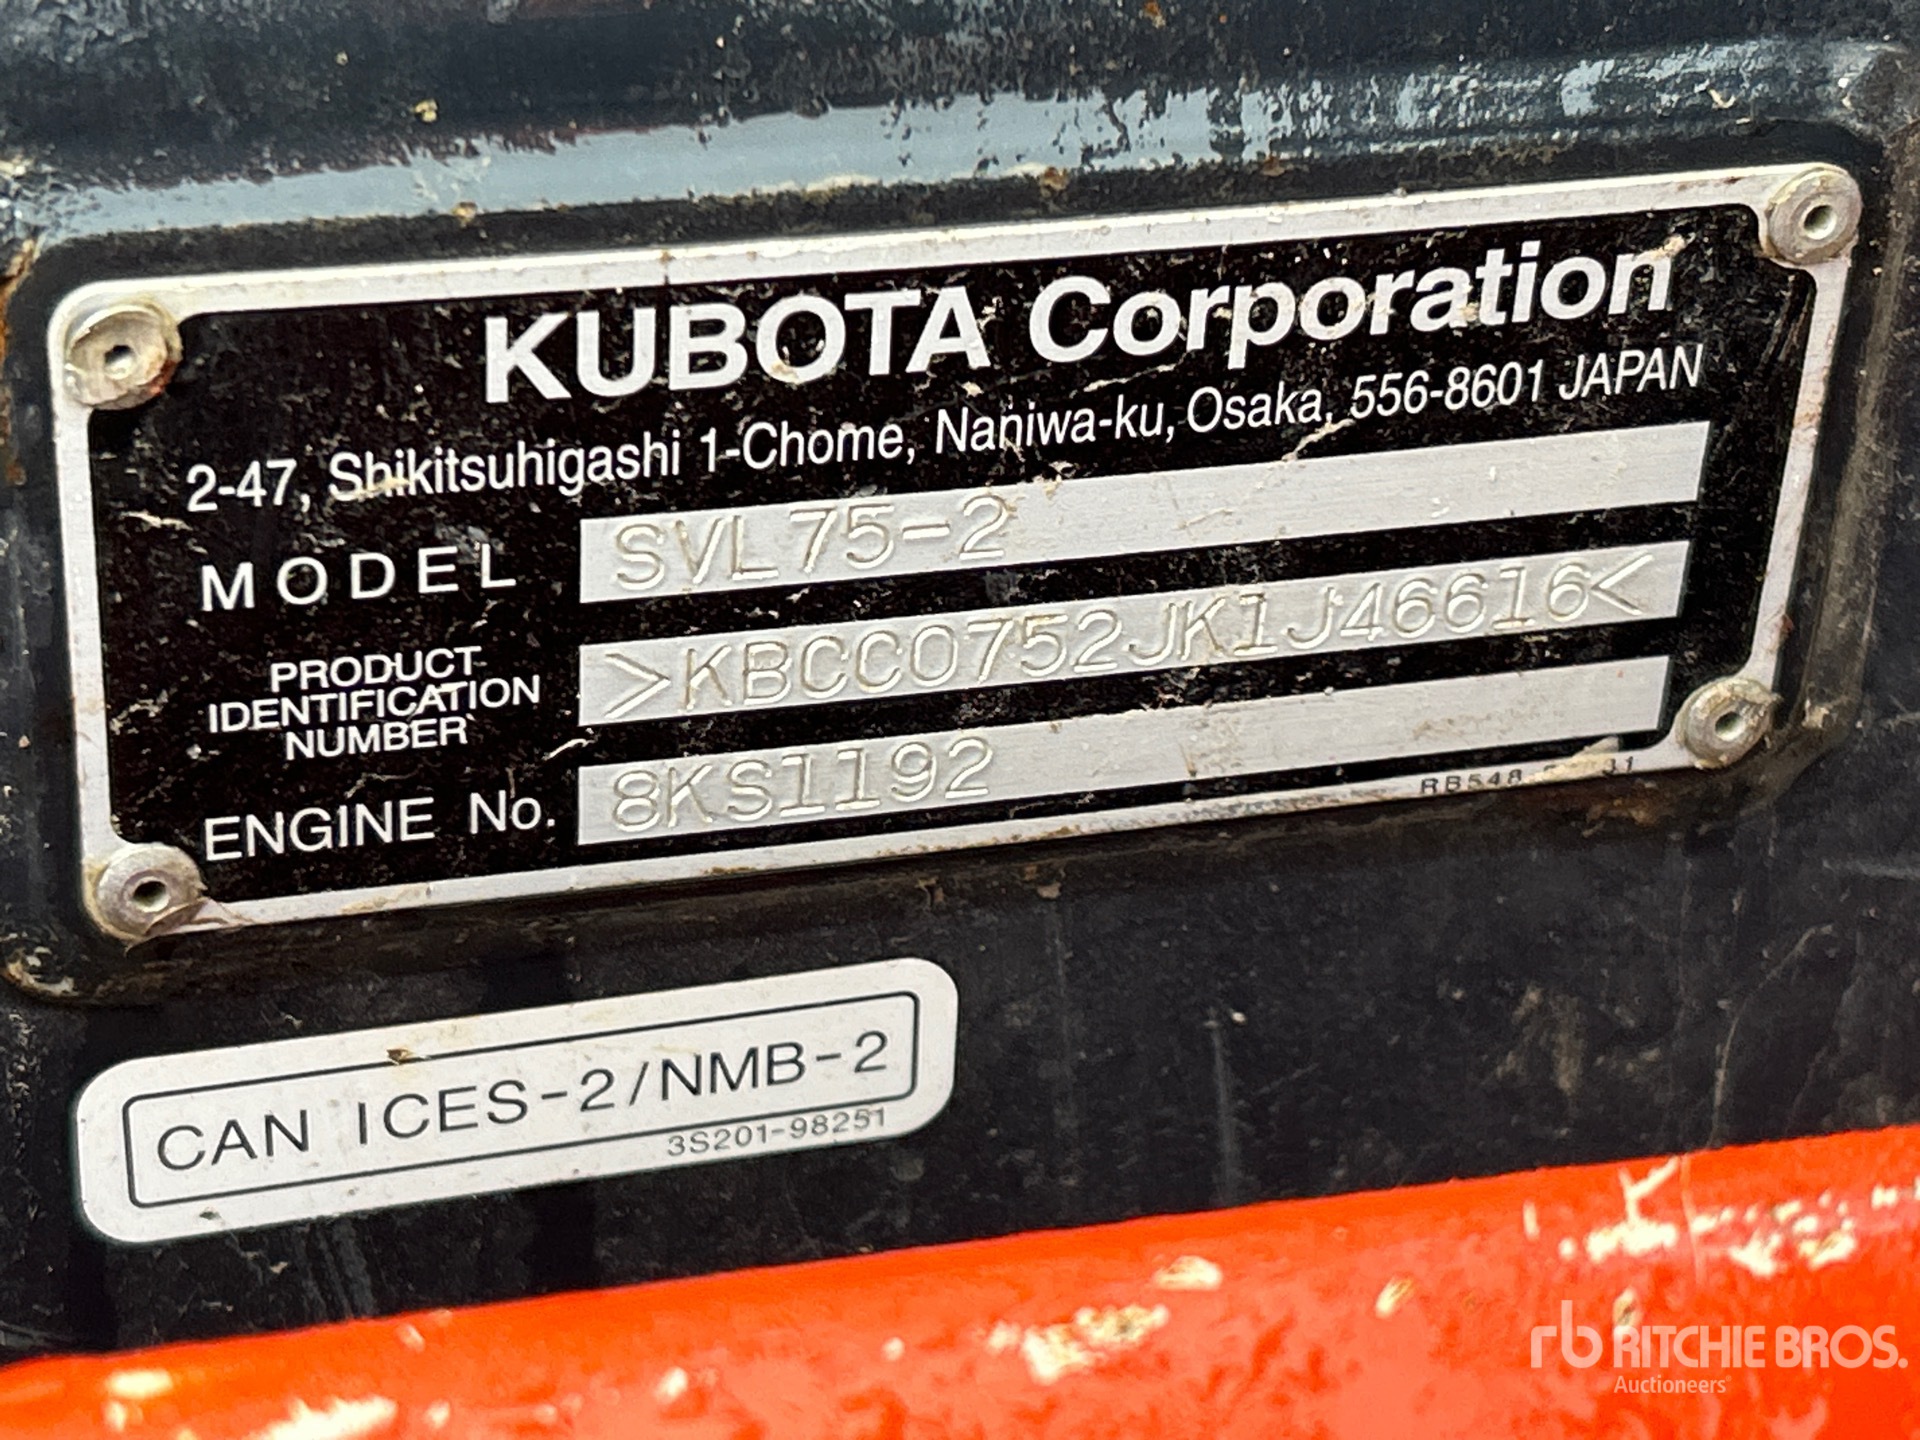 KUBOTA Corporation
2-47, Shikitsuhigashi 1-Chome, Naniwa-ku, Osaka, 556-8601 JAPAN
MODEL SVL75-2
PRODUCT
IDENTIFICATION
NUMBER
>KBCC0752JK1J46616<
ENGINE No. 8KS1192
CAN ICES-2/NMB-2
3S201-98251
rb RITCHIE BROS.
Auctioneers